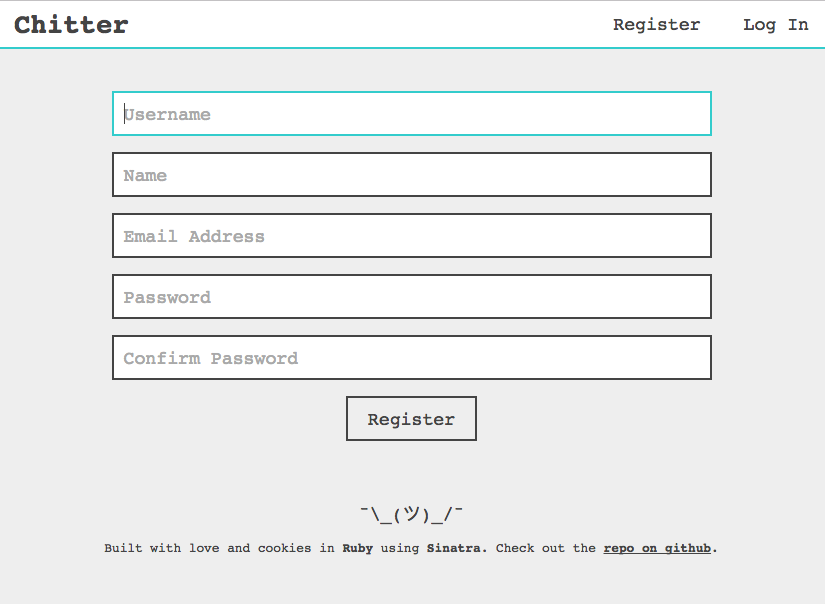 Chitter
Register Log In
Username
Name
Email Address
Password
Confirm Password
Register
¯\_(ツ)_/¯
Built with love and cookies in Ruby using Sinatra. Check out the repo on github.